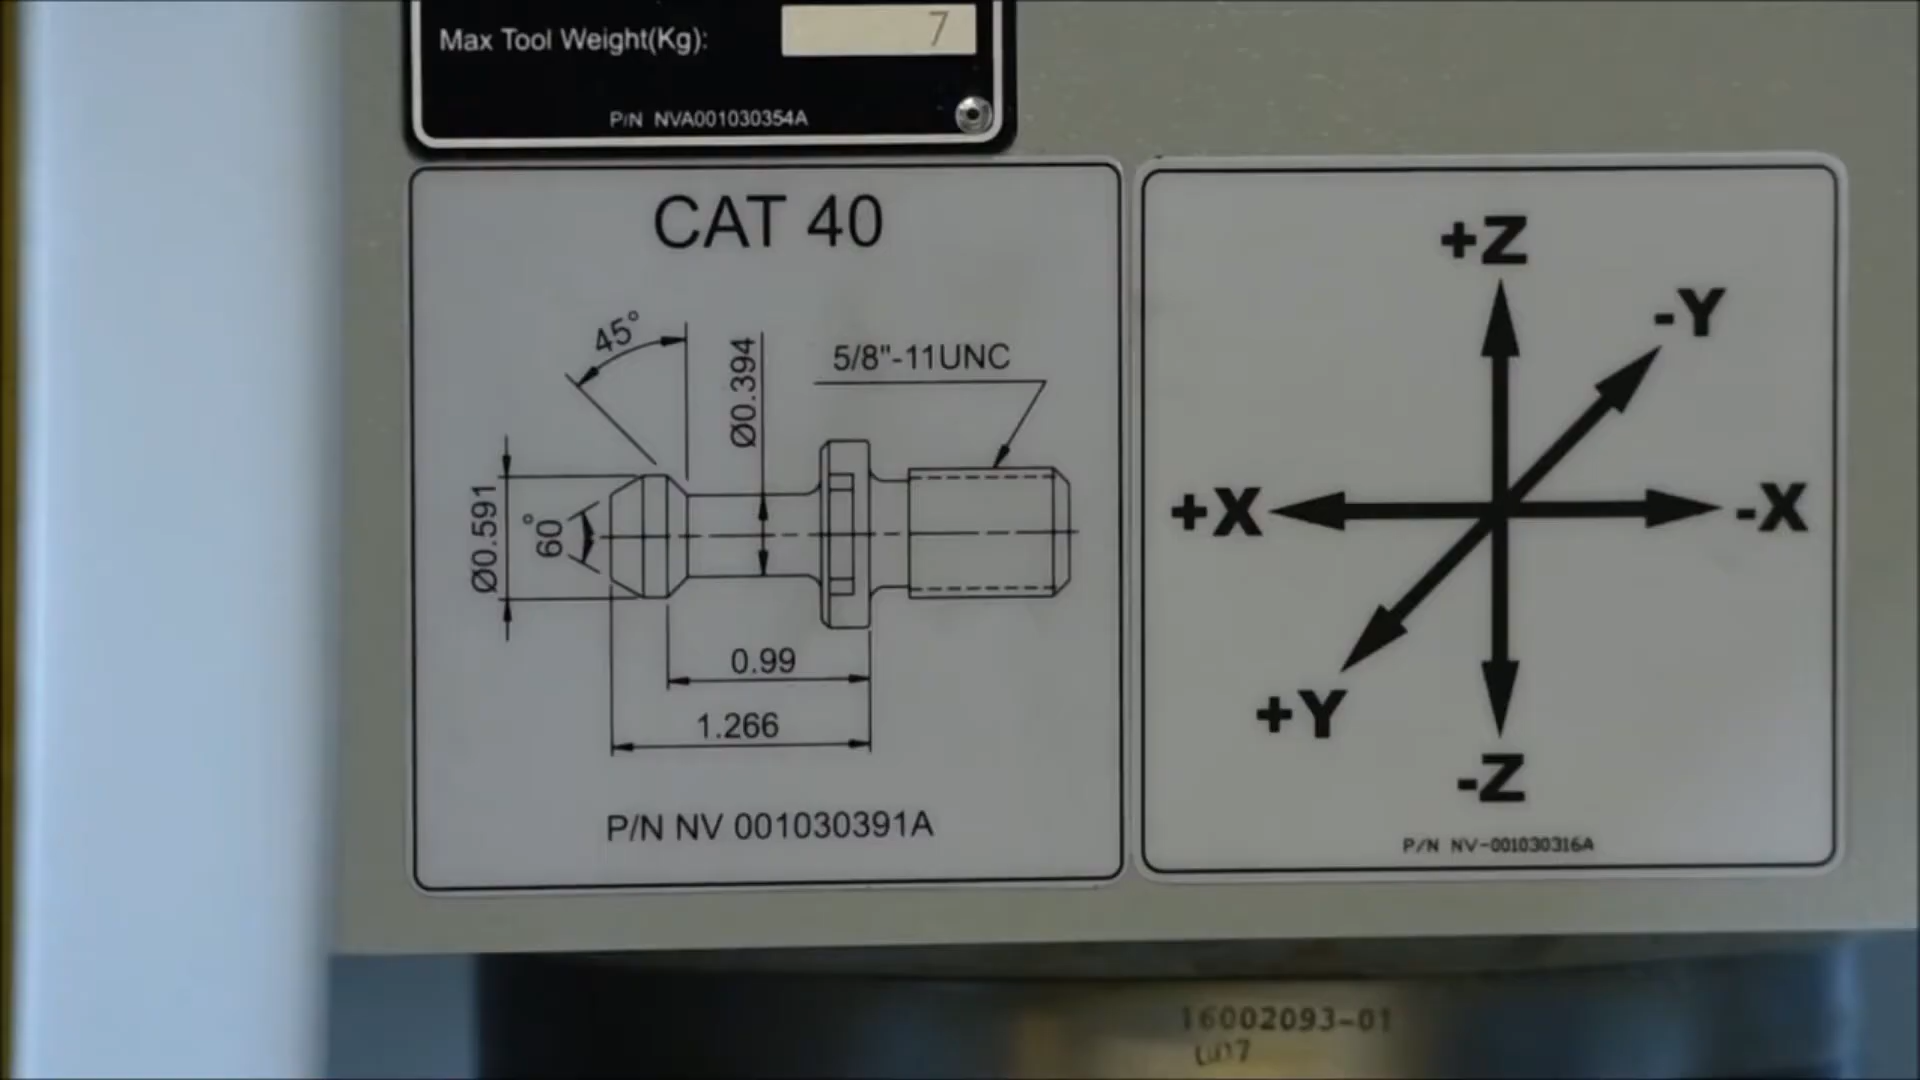 Max Tool Weight(Kg): 7
P/N NVA001030354A
CAT 40
45°
Ø0.394
5/8"-11UNC
Ø0.591
60°
0.99
1.266
P/N NV 001030391A
+Z
-Y
+X
-X
+Y
-Z
P/N NV-001030316A
16002093-01